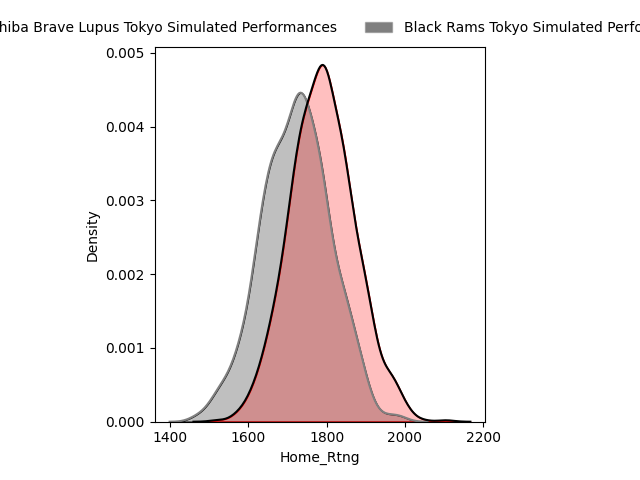 hiba Brave Lupus Tokyo Simulated Performances Black Rams Tokyo Simulated Perfo
0.005
0.004
0.003
0.002
0.001
0.000
Density
1400 1600 1800 2000 2200
Home_Rtng